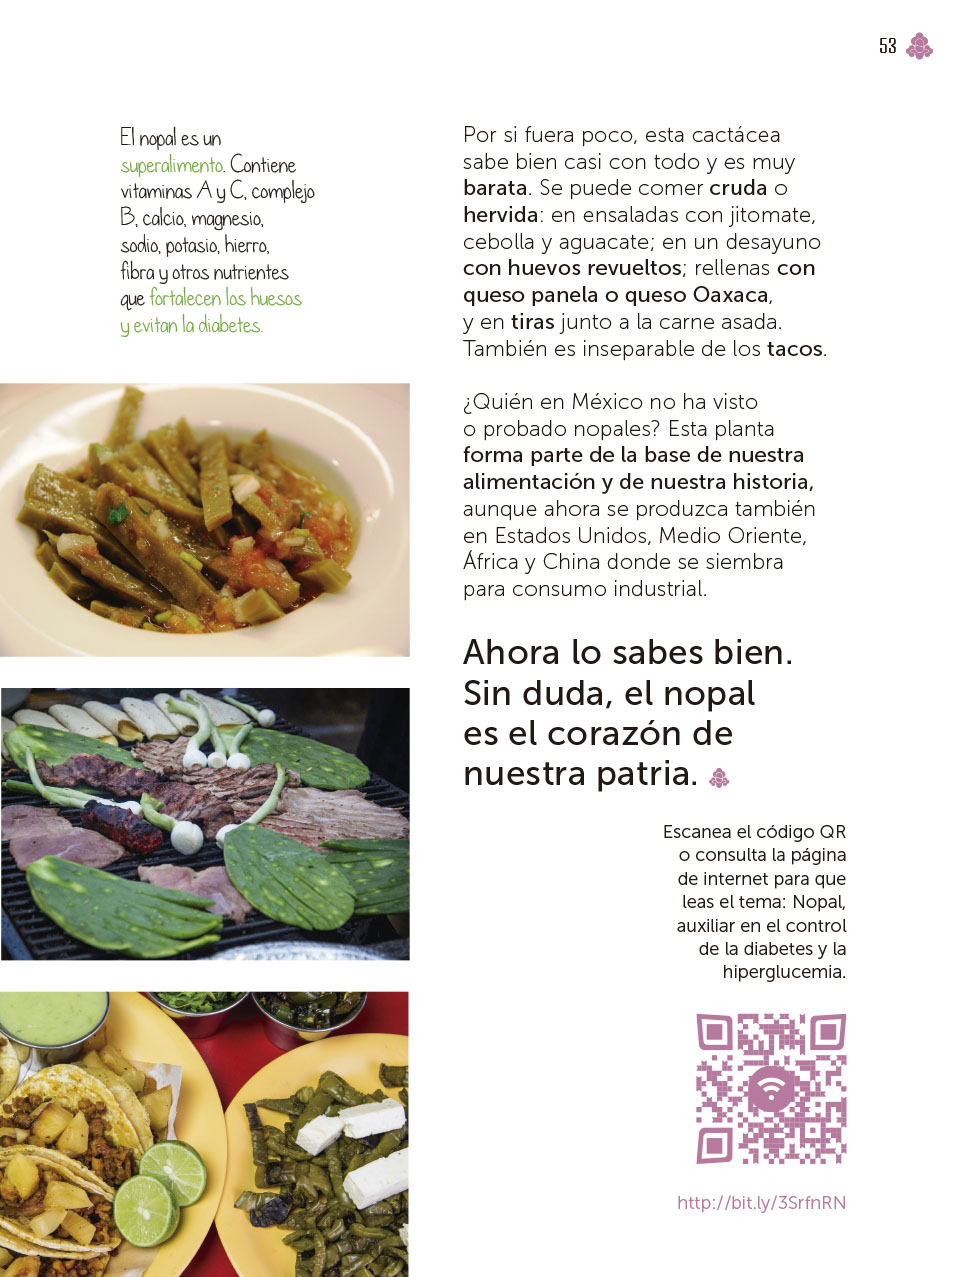 53
El nopal es un
superalimento. Contiene
vitaminas A y C, complejo
B, calcio, magnesio,
sodio, potasio, hierro,
fibra y otros nutrientes
que fortalecen los huesos
y evitan la diabetes.
Por si fuera poco, esta cactácea
sabe bien casi con todo y es muy
barata. Se puede comer cruda o
hervida: en ensaladas con jitomate,
cebolla y aguacate; en un desayuno
con huevos revueltos; rellenas con
queso panela o queso Oaxaca,
y en tiras junto a la carne asada.
También es inseparable de los tacos.
¿Quién en México no ha visto
o probado nopales? Esta planta
forma parte de la base de nuestra
alimentación y de nuestra historia,
aunque ahora se produzca también
en Estados Unidos, Medio Oriente,
África y China donde se siembra
para consumo industrial.
Ahora lo sabes bien.
Sin duda, el nopal
es el corazón de
nuestra patria.
Escanea el código QR
o consulta la página
de internet para que
leas el tema: Nopal,
auxiliar en el control
de la diabetes y la
hiperglucemia.
http://bit.ly/3SrfnRN